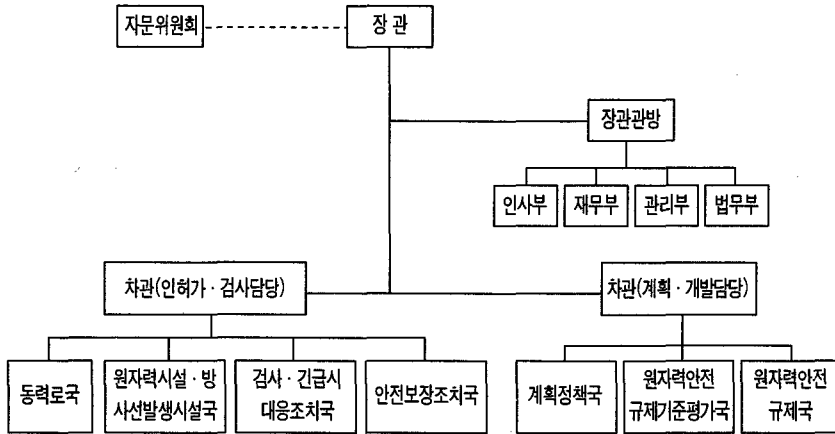 자문위원회
장 관
장관관방
인사부
재무부
관리부
법무부
차관(인허가 · 검사담당)
차관(계획 · 개발담당)
동력로국
원자력시설 · 방
사선발생시설국
검사 · 긴급시
대응조치국
안전보장조치국
계획정책국
원자력안전
규제기준평가국
원자력안전
규제국